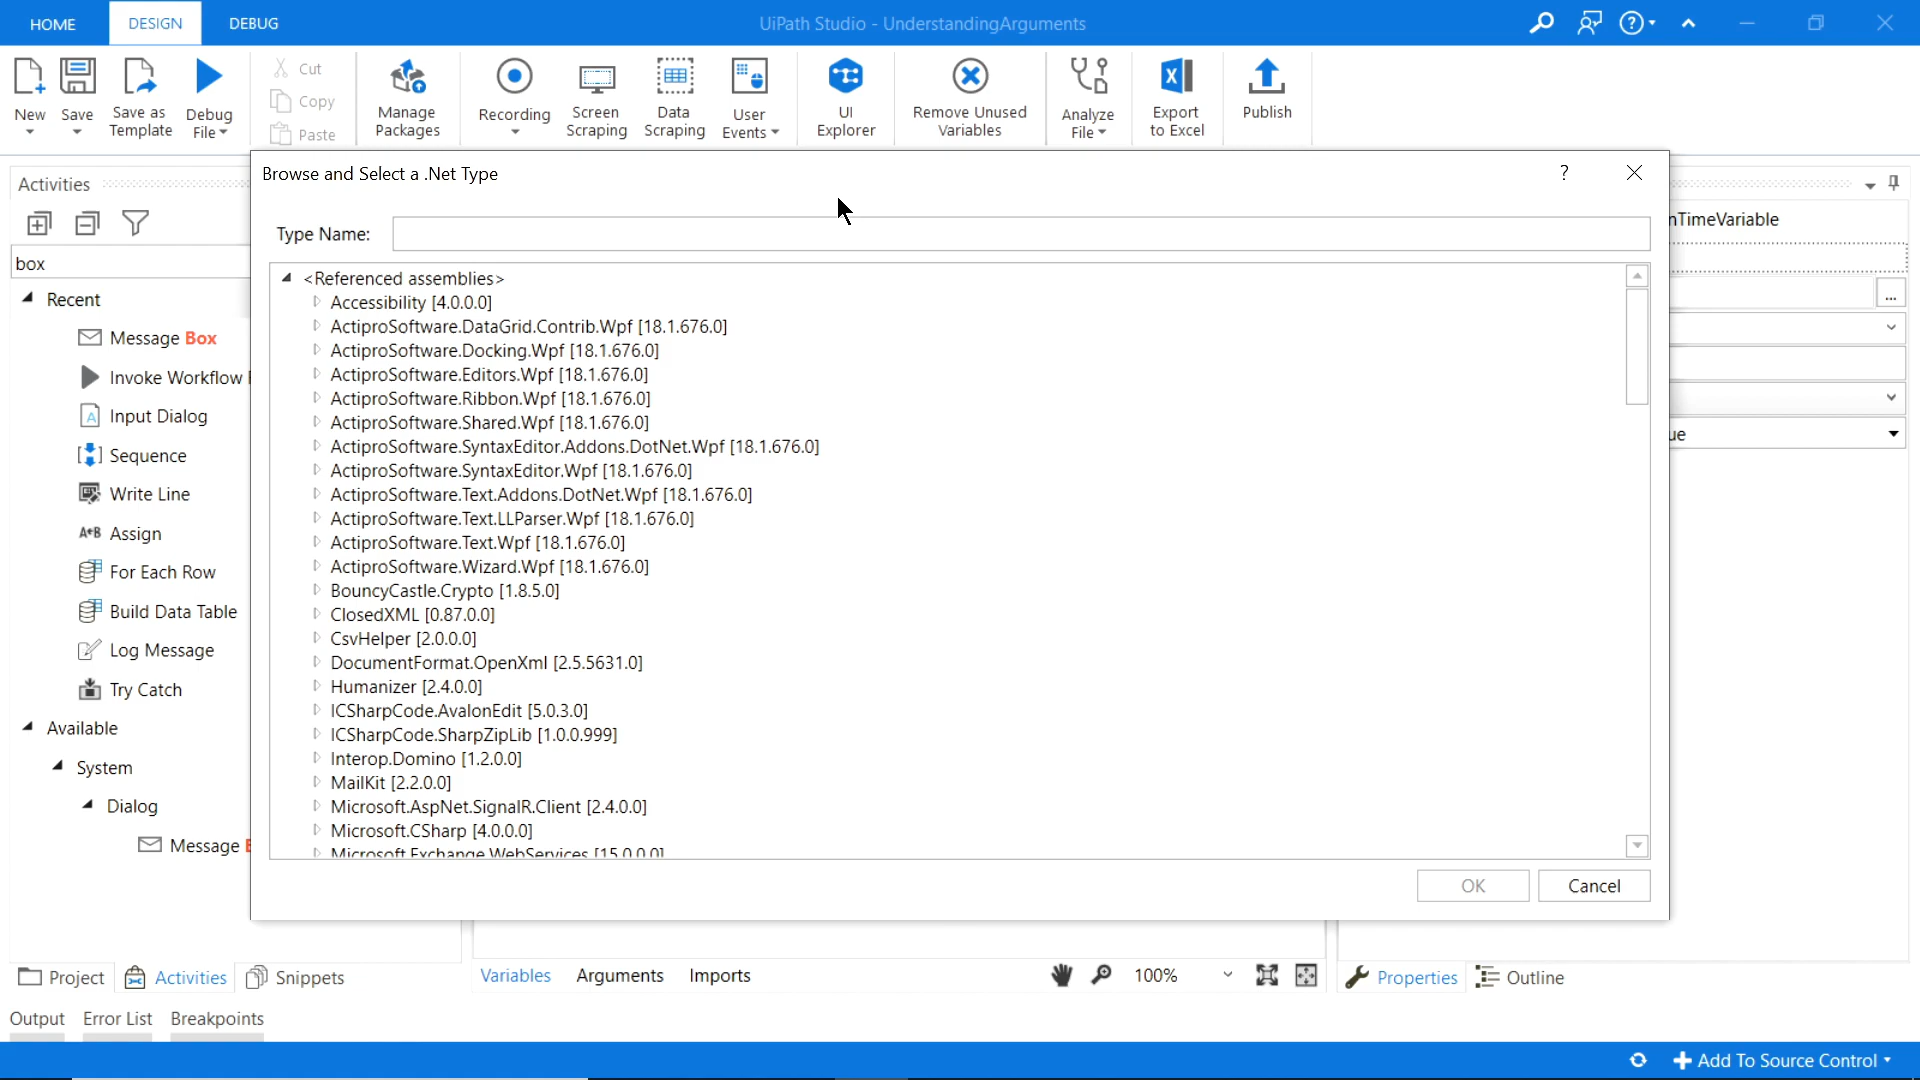 HOME
DESIGN
DEBUG
UiPath Studio - UnderstandingArguments
New
Save
Save as
Template
Debug
File
Cut
Copy
Paste
Manage
Packages
Recording
Screen
Scraping
Data
Scraping
User
Events
UI
Explorer
Remove Unused
Variables
Analyze
File
Export
to Excel
Publish
Activities
box
Recent
Message Box
Invoke Workflow
Input Dialog
Sequence
Write Line
A*B Assign
For Each Row
Build Data Table
Log Message
Try Catch
Available
System
Dialog
Message
Browse and Select a .Net Type
?
Type Name:
<Referenced assemblies>
Accessibility [4.0.0.0]
ActiproSoftware.DataGrid.Contrib.Wpf [18.1.676.0]
ActiproSoftware.Docking.Wpf [18.1.676.0]
ActiproSoftware.Editors.Wpf [18.1.676.0]
ActiproSoftware.Ribbon.Wpf [18.1.676.0]
ActiproSoftware.Shared.Wpf [18.1.676.0]
ActiproSoftware.SyntaxEditor.Addons.DotNet.Wpf [18.1.676.0]
ActiproSoftware.SyntaxEditor.Wpf [18.1.676.0]
ActiproSoftware.Text.Addons.DotNet.Wpf [18.1.676.0]
ActiproSoftware.Text.LLParser.Wpf [18.1.676.0]
ActiproSoftware.Text.Wpf [18.1.676.0]
ActiproSoftware.Wizard.Wpf [18.1.676.0]
BouncyCastle.Crypto [1.8.5.0]
ClosedXML [0.87.0.0]
CsvHelper [2.0.0.0]
DocumentFormat.OpenXml [2.5.5631.0]
Humanizer [2.4.0.0]
ICSharpCode.AvalonEdit [5.0.3.0]
ICSharpCode.SharpZipLib [1.0.0.999]
Interop.Domino [1.2.0.0]
MailKit [2.2.0.0]
Microsoft.AspNet.SignalR.Client [2.4.0.0]
Microsoft.CSharp [4.0.0.0]
Microsoft.Exchange.WebServices [15.0.0.0]
OK
Cancel
nTimeVariable
...
ue
Project
Activities
Snippets
Variables
Arguments
Imports
100%
Properties
Outline
Output
Error List
Breakpoints
Add To Source Control